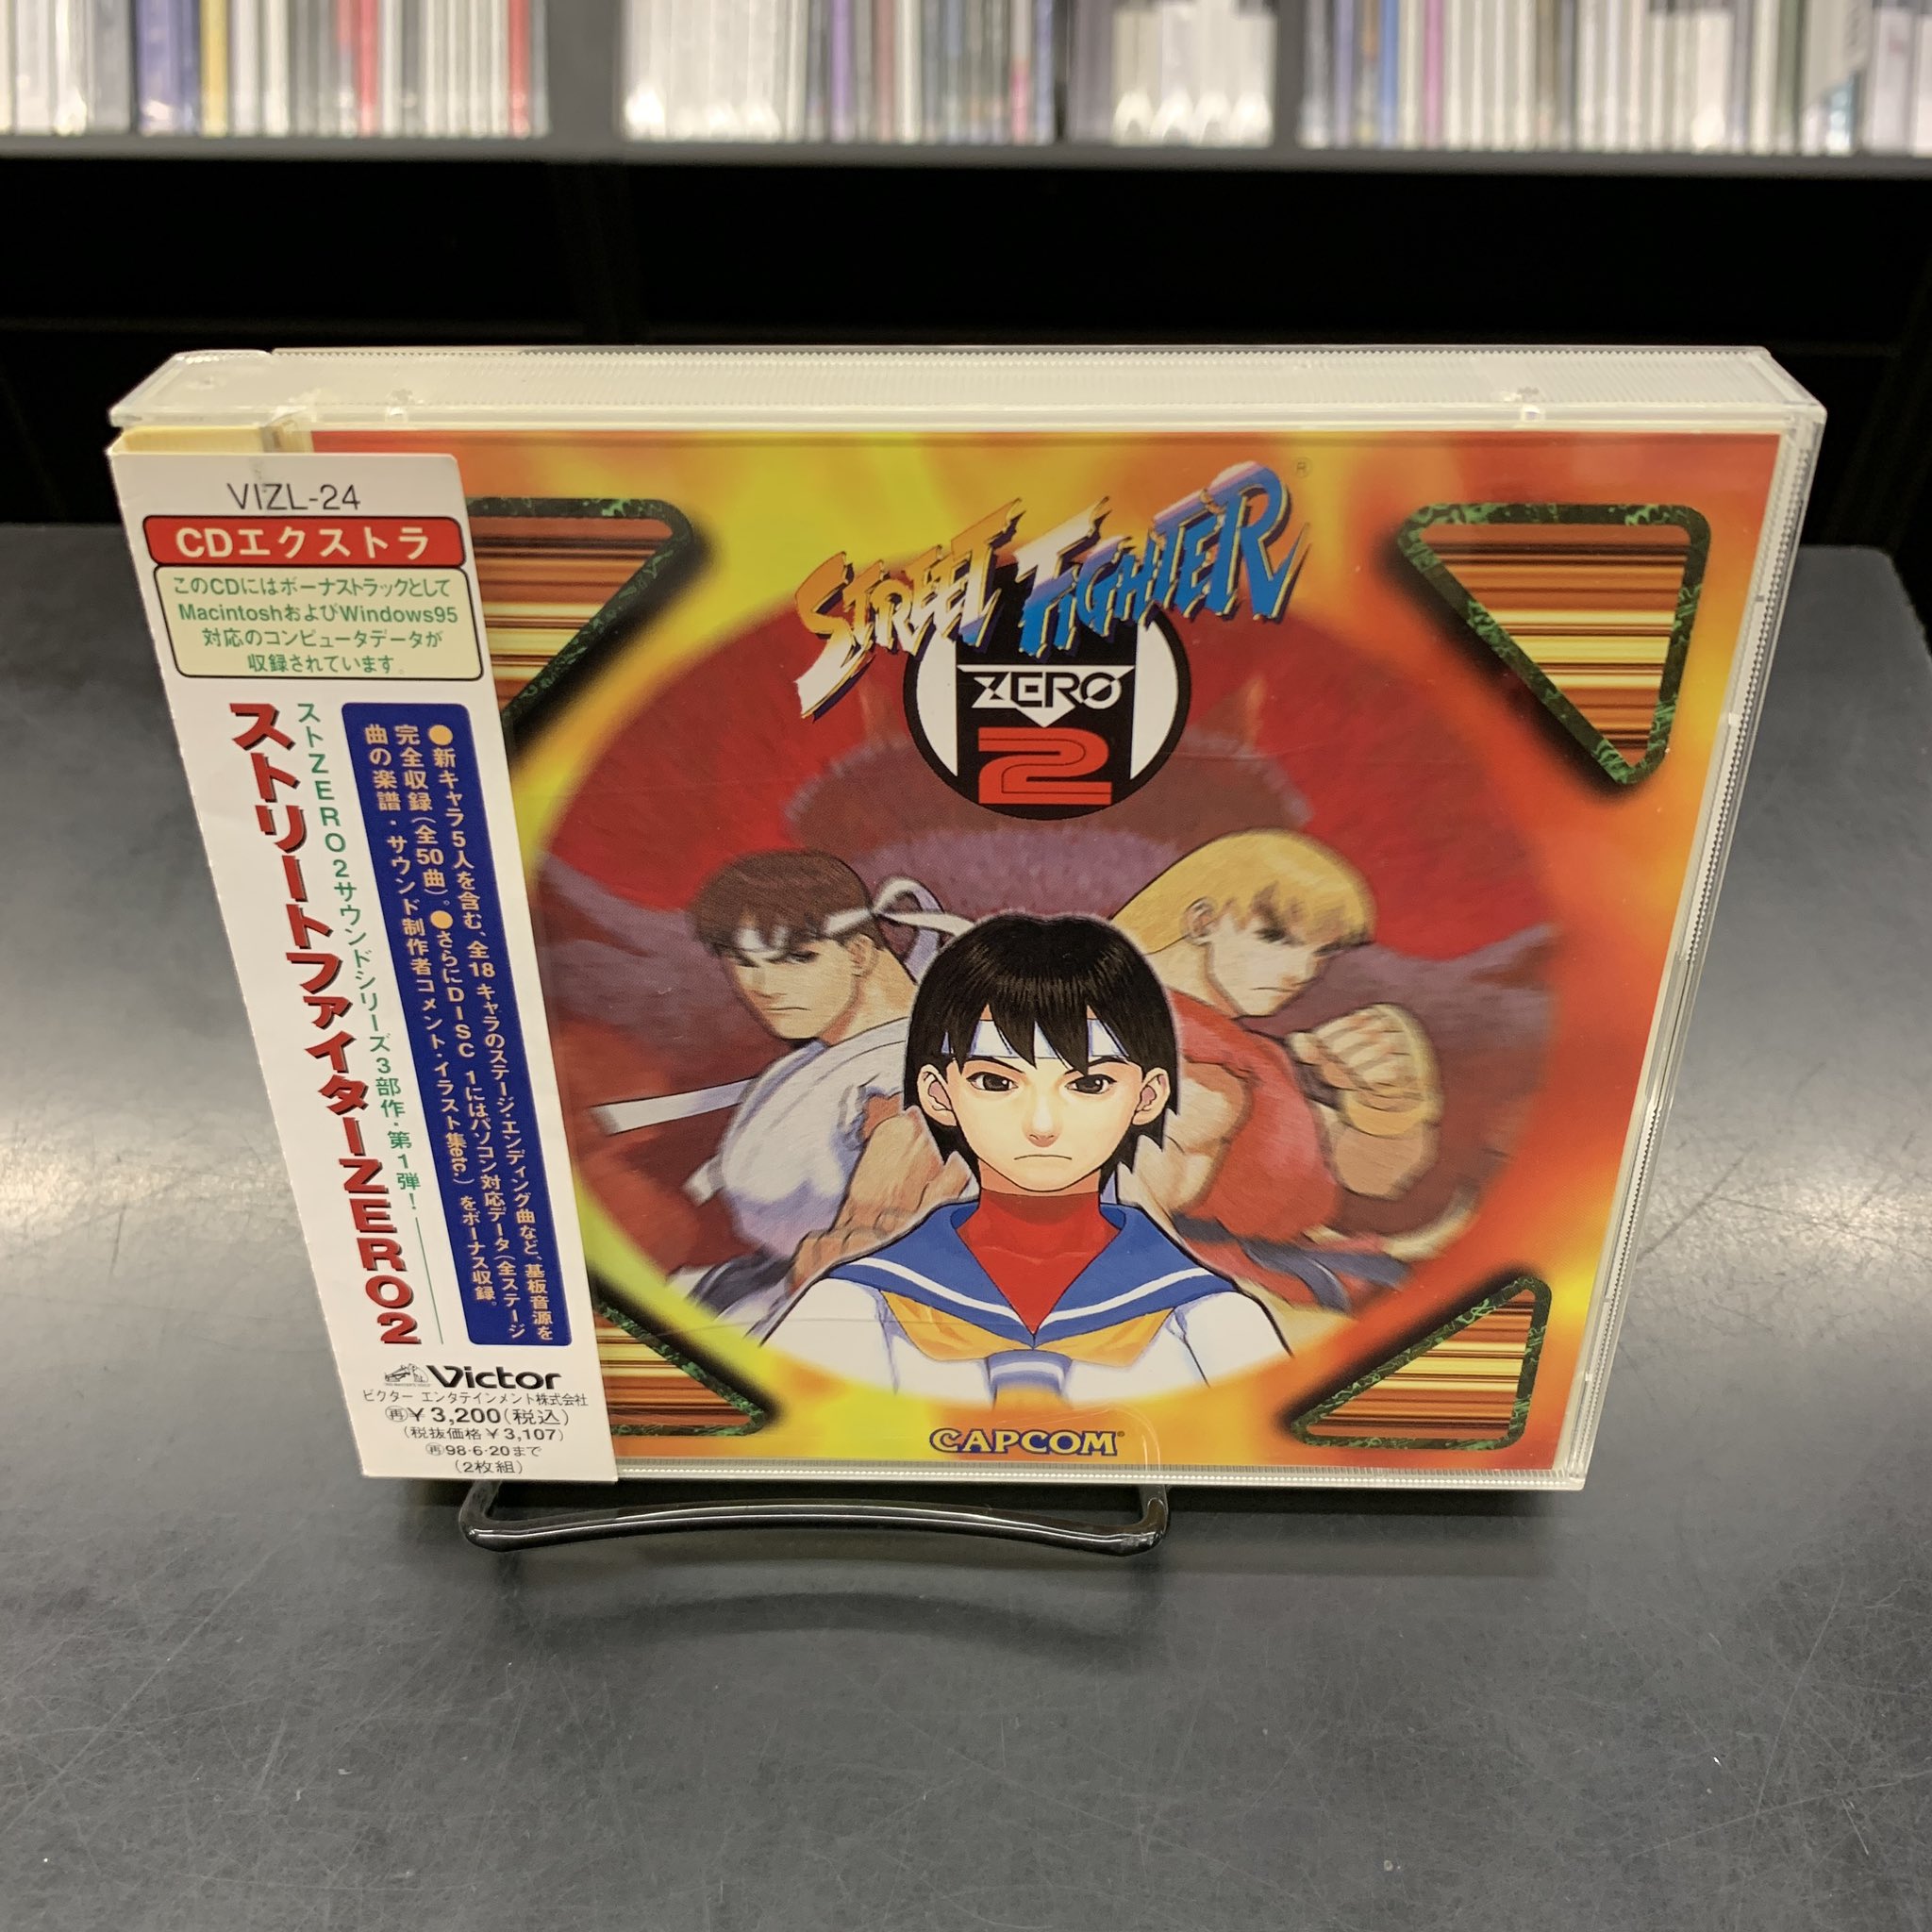 VIZL-24
CDエクストラ
このCDにはボーナストラックとして
MacintoshおよびWindows95
対応のコンピュータデータが
収録されています。
●新キャラ5人を含む、全18キャラのステージ・エンディング曲など、基板音源を
完全収録(全50曲)。●さらにDISC 1にはパソコン対応データ(全ステージ
曲の楽譜・サウンド制作者コメント・イラスト集etc.)をボーナス収録。
ストZERO2サウンドシリーズ3部作・第1弾!
ストリートファイターZERO2
Victor
ビクター エンタテインメント株式会社
再¥3,200(税込)
(税抜価格¥3,107)
再98·6·20まで
(2枚組)
STREET FIGHTER®
ZERO
2
CAPCOM®